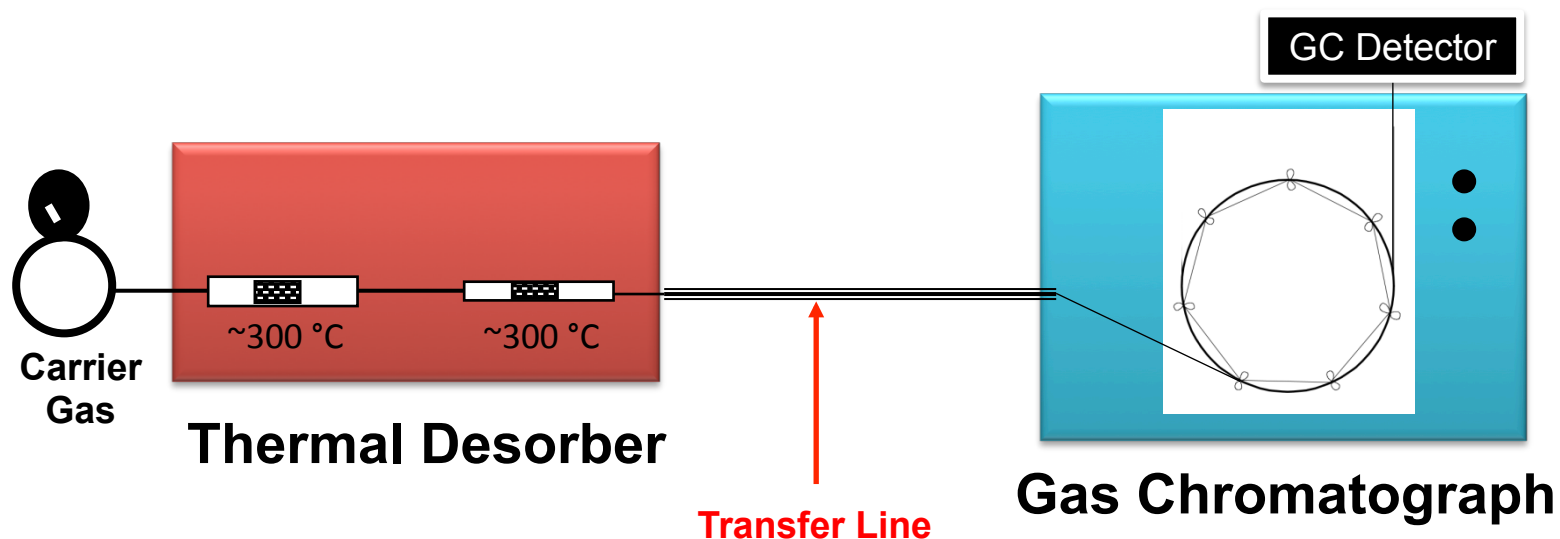 GC Detector
~300 °C
~300 °C
Carrier
Gas
Thermal Desorber
Gas Chromatograph
Transfer Line